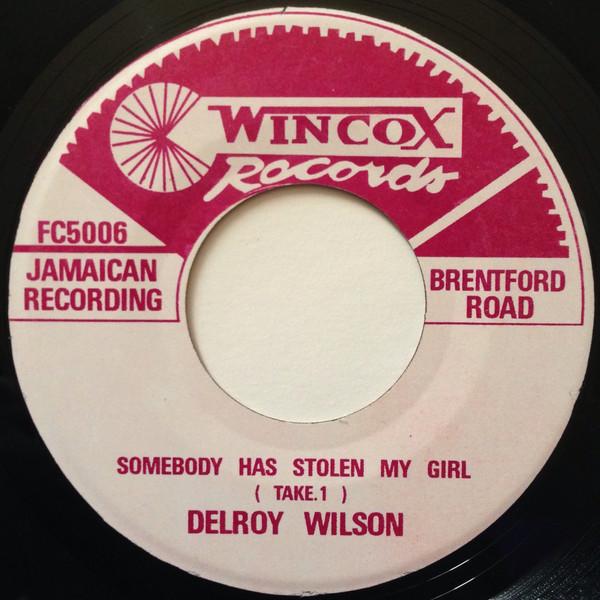 WINCOX
Records
FC5006
JAMAICAN
RECORDING
BRENTFORD
ROAD
SOMEBODY HAS STOLEN MY GIRL
( TAKE.1 )
DELROY WILSON